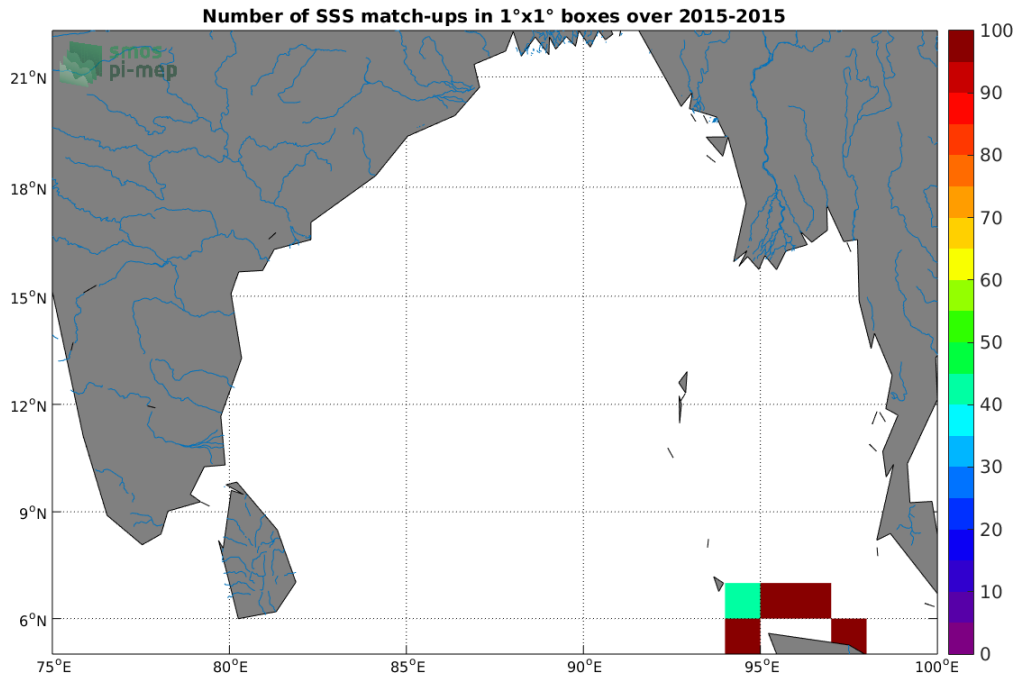 Number of SSS match-ups in 1°x1° boxes over 2015-2015
smos
pi-mep
21°N
18°N
15°N
12°N
9°N
6°N
75°E
80°E
85°E
90°E
95°E
100°E
100
90
80
70
60
50
40
30
20
10
0